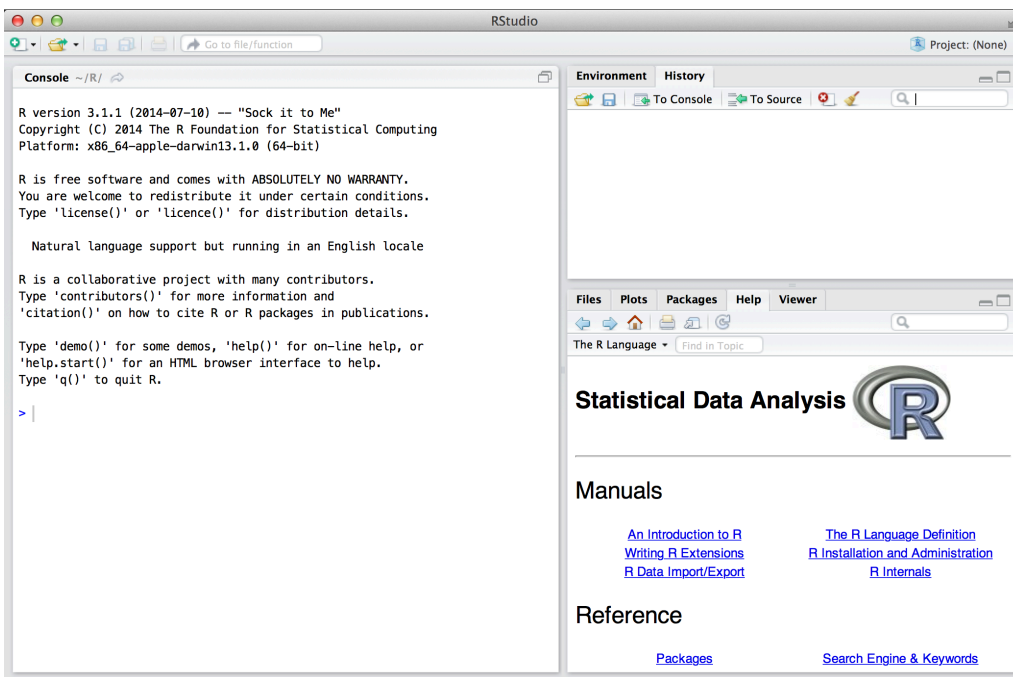 RStudio
Go to file/function
Project: (None)
Console ~/R/
R version 3.1.1 (2014-07-10) -- "Sock it to Me"
Copyright (C) 2014 The R Foundation for Statistical Computing
Platform: x86_64-apple-darwin13.1.0 (64-bit)
R is free software and comes with ABSOLUTELY NO WARRANTY.
You are welcome to redistribute it under certain conditions.
Type 'license()' or 'licence()' for distribution details.
Natural language support but running in an English locale
R is a collaborative project with many contributors.
Type 'contributors()' for more information and
'citation()' on how to cite R or R packages in publications.
Type 'demo()' for some demos, 'help()' for on-line help, or
'help.start()' for an HTML browser interface to help.
Type 'q()' to quit R.
>
Environment History
To Console To Source
Files Plots Packages Help Viewer
The R Language Find in Topic
Statistical Data Analysis R
Manuals
An Introduction to R The R Language Definition
Writing R Extensions R Installation and Administration
R Data Import/Export R Internals
Reference
Packages Search Engine & Keywords